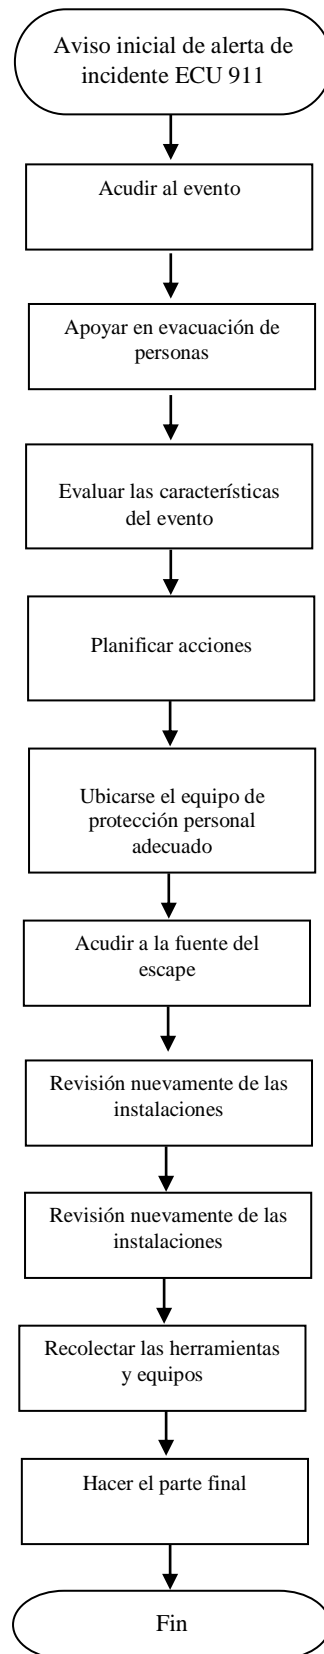 Aviso inicial de alerta de
incidente ECU 911
Acudir al evento
Apoyar en evacuación de
personas
Evaluar las características
del evento
Planificar acciones
Ubicarse el equipo de
protección personal
adecuado
Acudir a la fuente del
escape
Revisión nuevamente de las
instalaciones
Revisión nuevamente de las
instalaciones
Recolectar las herramientas
y equipos
Hacer el parte final
Fin